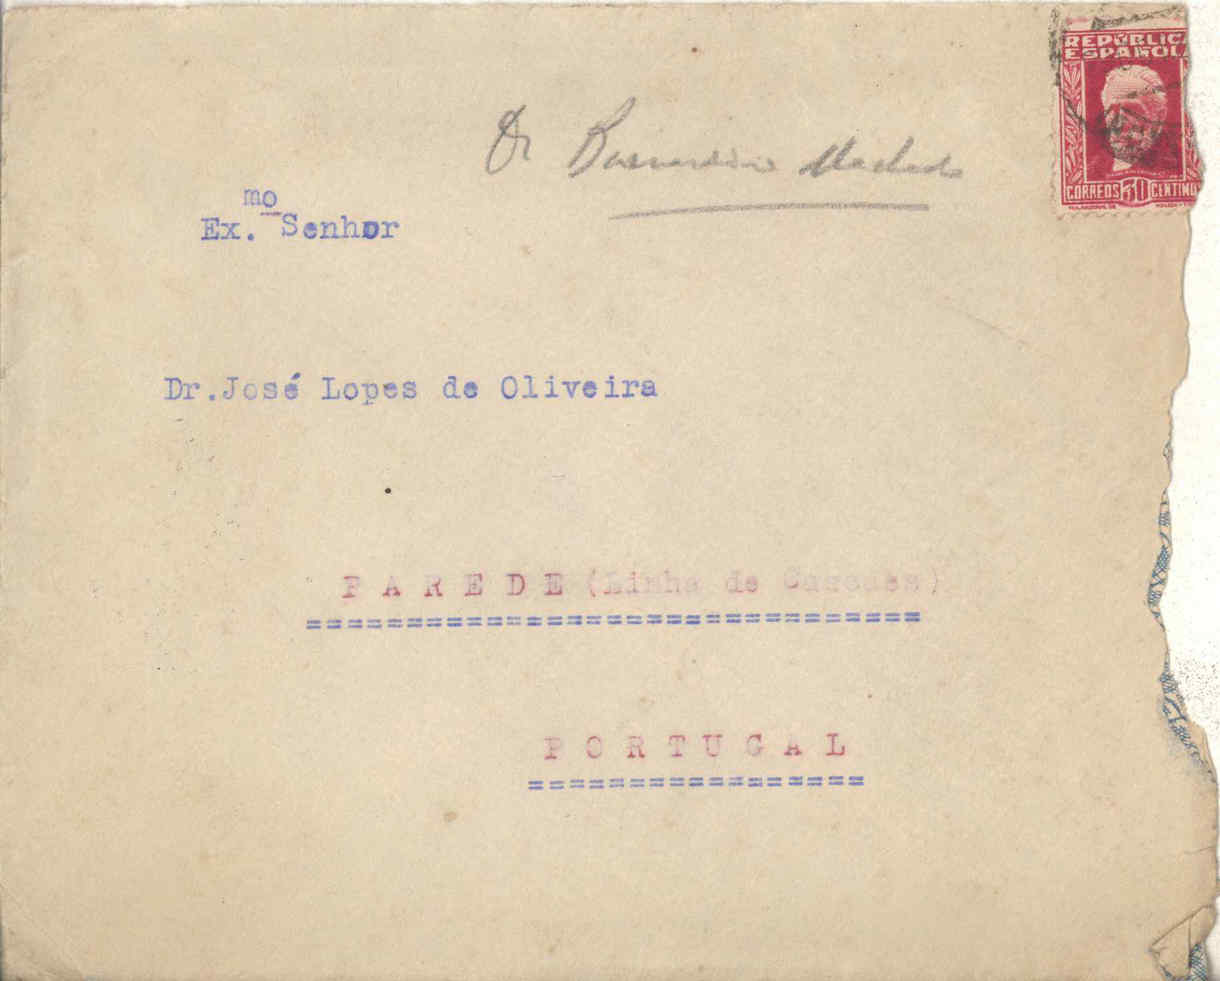 REPÚBLICA
ESPAÑOLA
CORREOS 30 CENTIMO
Dr Bernardino Machado
Ex.mo Senhor
Dr.José Lopes de Oliveira
PAREDE (Linha de Cascaes)
==============================
PORTUGAL
=================